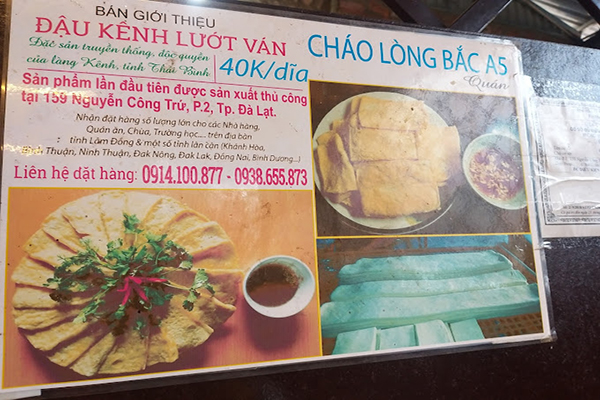 BÁN GIỚI THIỆU
ĐẬU KÊNH LƯỚT VÁN
Đặc sản truyền thống, độc quyền
của làng Kênh, tỉnh Thái Bình
40K/dĩa
CHÁO LÒNG BẮC A5
Quán
Sản phẩm lần đầu tiên được sản xuất thủ công
tại 159 Nguyễn Công Trứ, P.2, Tp. Đà Lạt.
Nhận đặt hàng số lượng lớn cho các Nhà hàng,
Quán ăn, Chùa, Trường học.... trên địa bàn
tỉnh Lâm Đồng & một số tỉnh lân cận (Khánh Hòa,
Bình Thuận, Ninh Thuận, Đak Nông, Đak Lak, Đồng Nai, Bình Dương...)
Liên hệ đặt hàng: 0914.100.877 - 0938.655.873